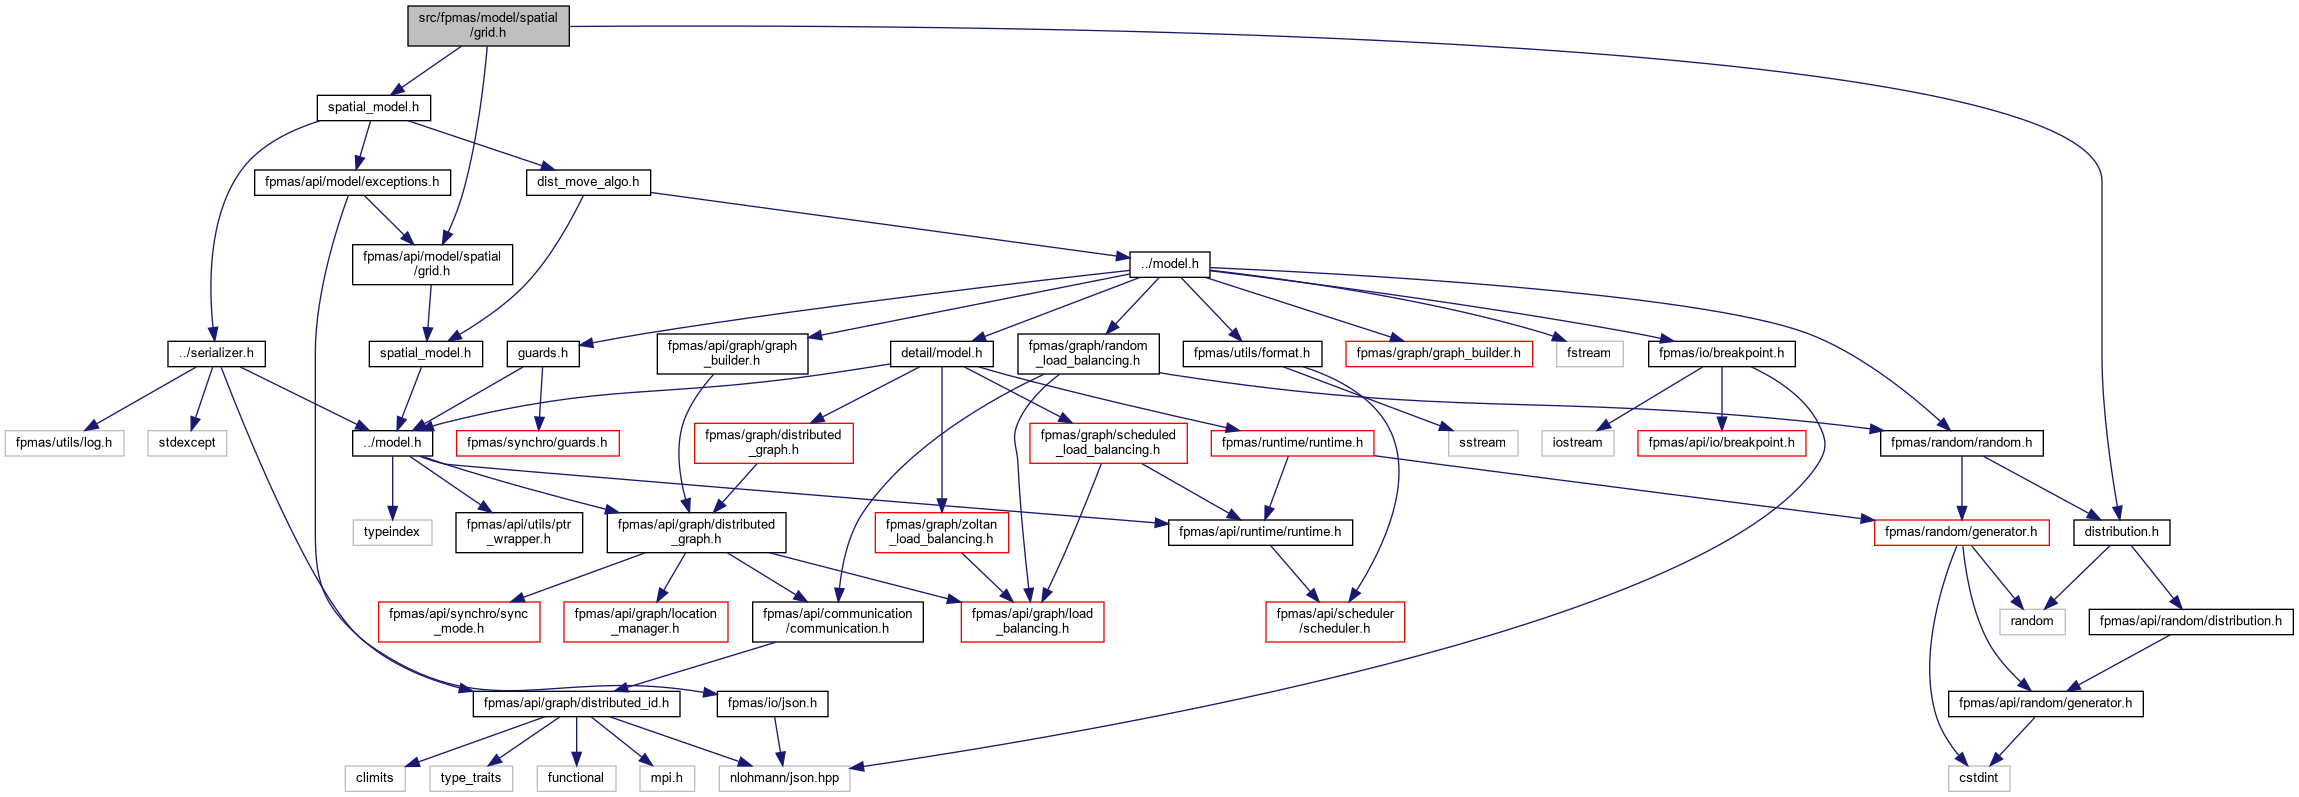 src/fpmas/model/spatial
/grid.h
spatial_model.h
fpmas/api/model/exceptions.h
dist_move_algo.h
fpmas/api/model/spatial
/grid.h
../model.h
../serializer.h
spatial_model.h
guards.h
fpmas/api/graph/graph
_builder.h
detail/model.h
fpmas/graph/random
_load_balancing.h
fpmas/utils/format.h
fpmas/graph/graph_builder.h
fstream
fpmas/io/breakpoint.h
fpmas/utils/log.h
stdexcept
../model.h
fpmas/synchro/guards.h
fpmas/graph/distributed
_graph.h
fpmas/graph/scheduled
_load_balancing.h
fpmas/runtime/runtime.h
sstream
iostream
fpmas/api/io/breakpoint.h
fpmas/random/random.h
typeindex
fpmas/api/utils/ptr
_wrapper.h
fpmas/api/graph/distributed
_graph.h
fpmas/graph/zoltan
_load_balancing.h
fpmas/api/runtime/runtime.h
fpmas/random/generator.h
distribution.h
fpmas/api/synchro/sync
_mode.h
fpmas/api/graph/location
_manager.h
fpmas/api/communication
/communication.h
fpmas/api/graph/load
_balancing.h
fpmas/api/scheduler
/scheduler.h
random
fpmas/api/random/distribution.h
fpmas/api/graph/distributed_id.h
fpmas/io/json.h
fpmas/api/random/generator.h
climits
type_traits
functional
mpi.h
nlohmann/json.hpp
cstdint